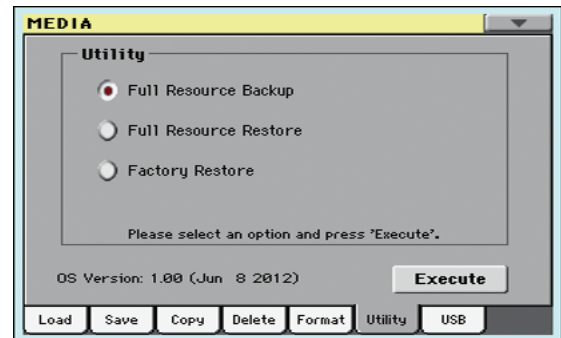 MEDIA
Utility
Full Resource Backup
Full Resource Restore
Factory Restore
Please select an option and press 'Execute'.
OS Version: 1.00 (Jun 8 2012)
Execute
Load Save Copy Delete Format Utility USB